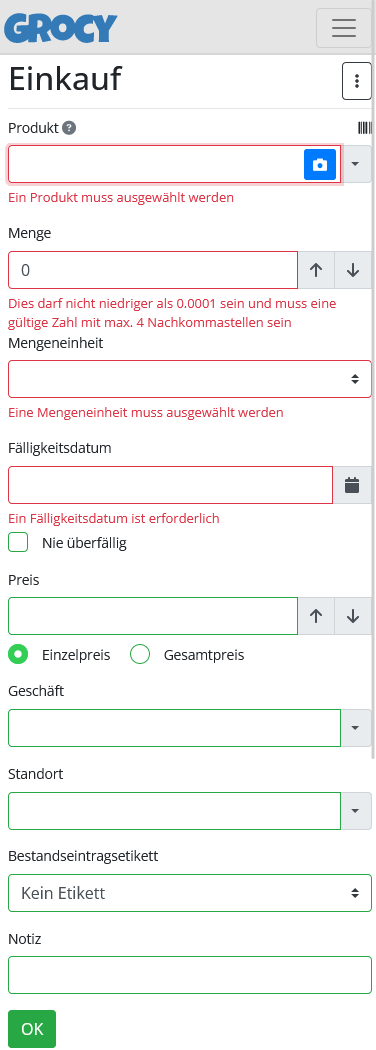 GROCY
Einkauf
Produkt
Ein Produkt muss ausgewählt werden
Menge
0
Dies darf nicht niedriger als 0.0001 sein und muss eine
gültige Zahl mit max. 4 Nachkommastellen sein
Mengeneinheit
Eine Mengeneinheit muss ausgewählt werden
Fälligkeitsdatum
Ein Fälligkeitsdatum ist erforderlich
Nie überfällig
Preis
Einzelpreis Gesamtpreis
Geschäft
Standort
Bestandseintragsetikett
Kein Etikett
Notiz
OK